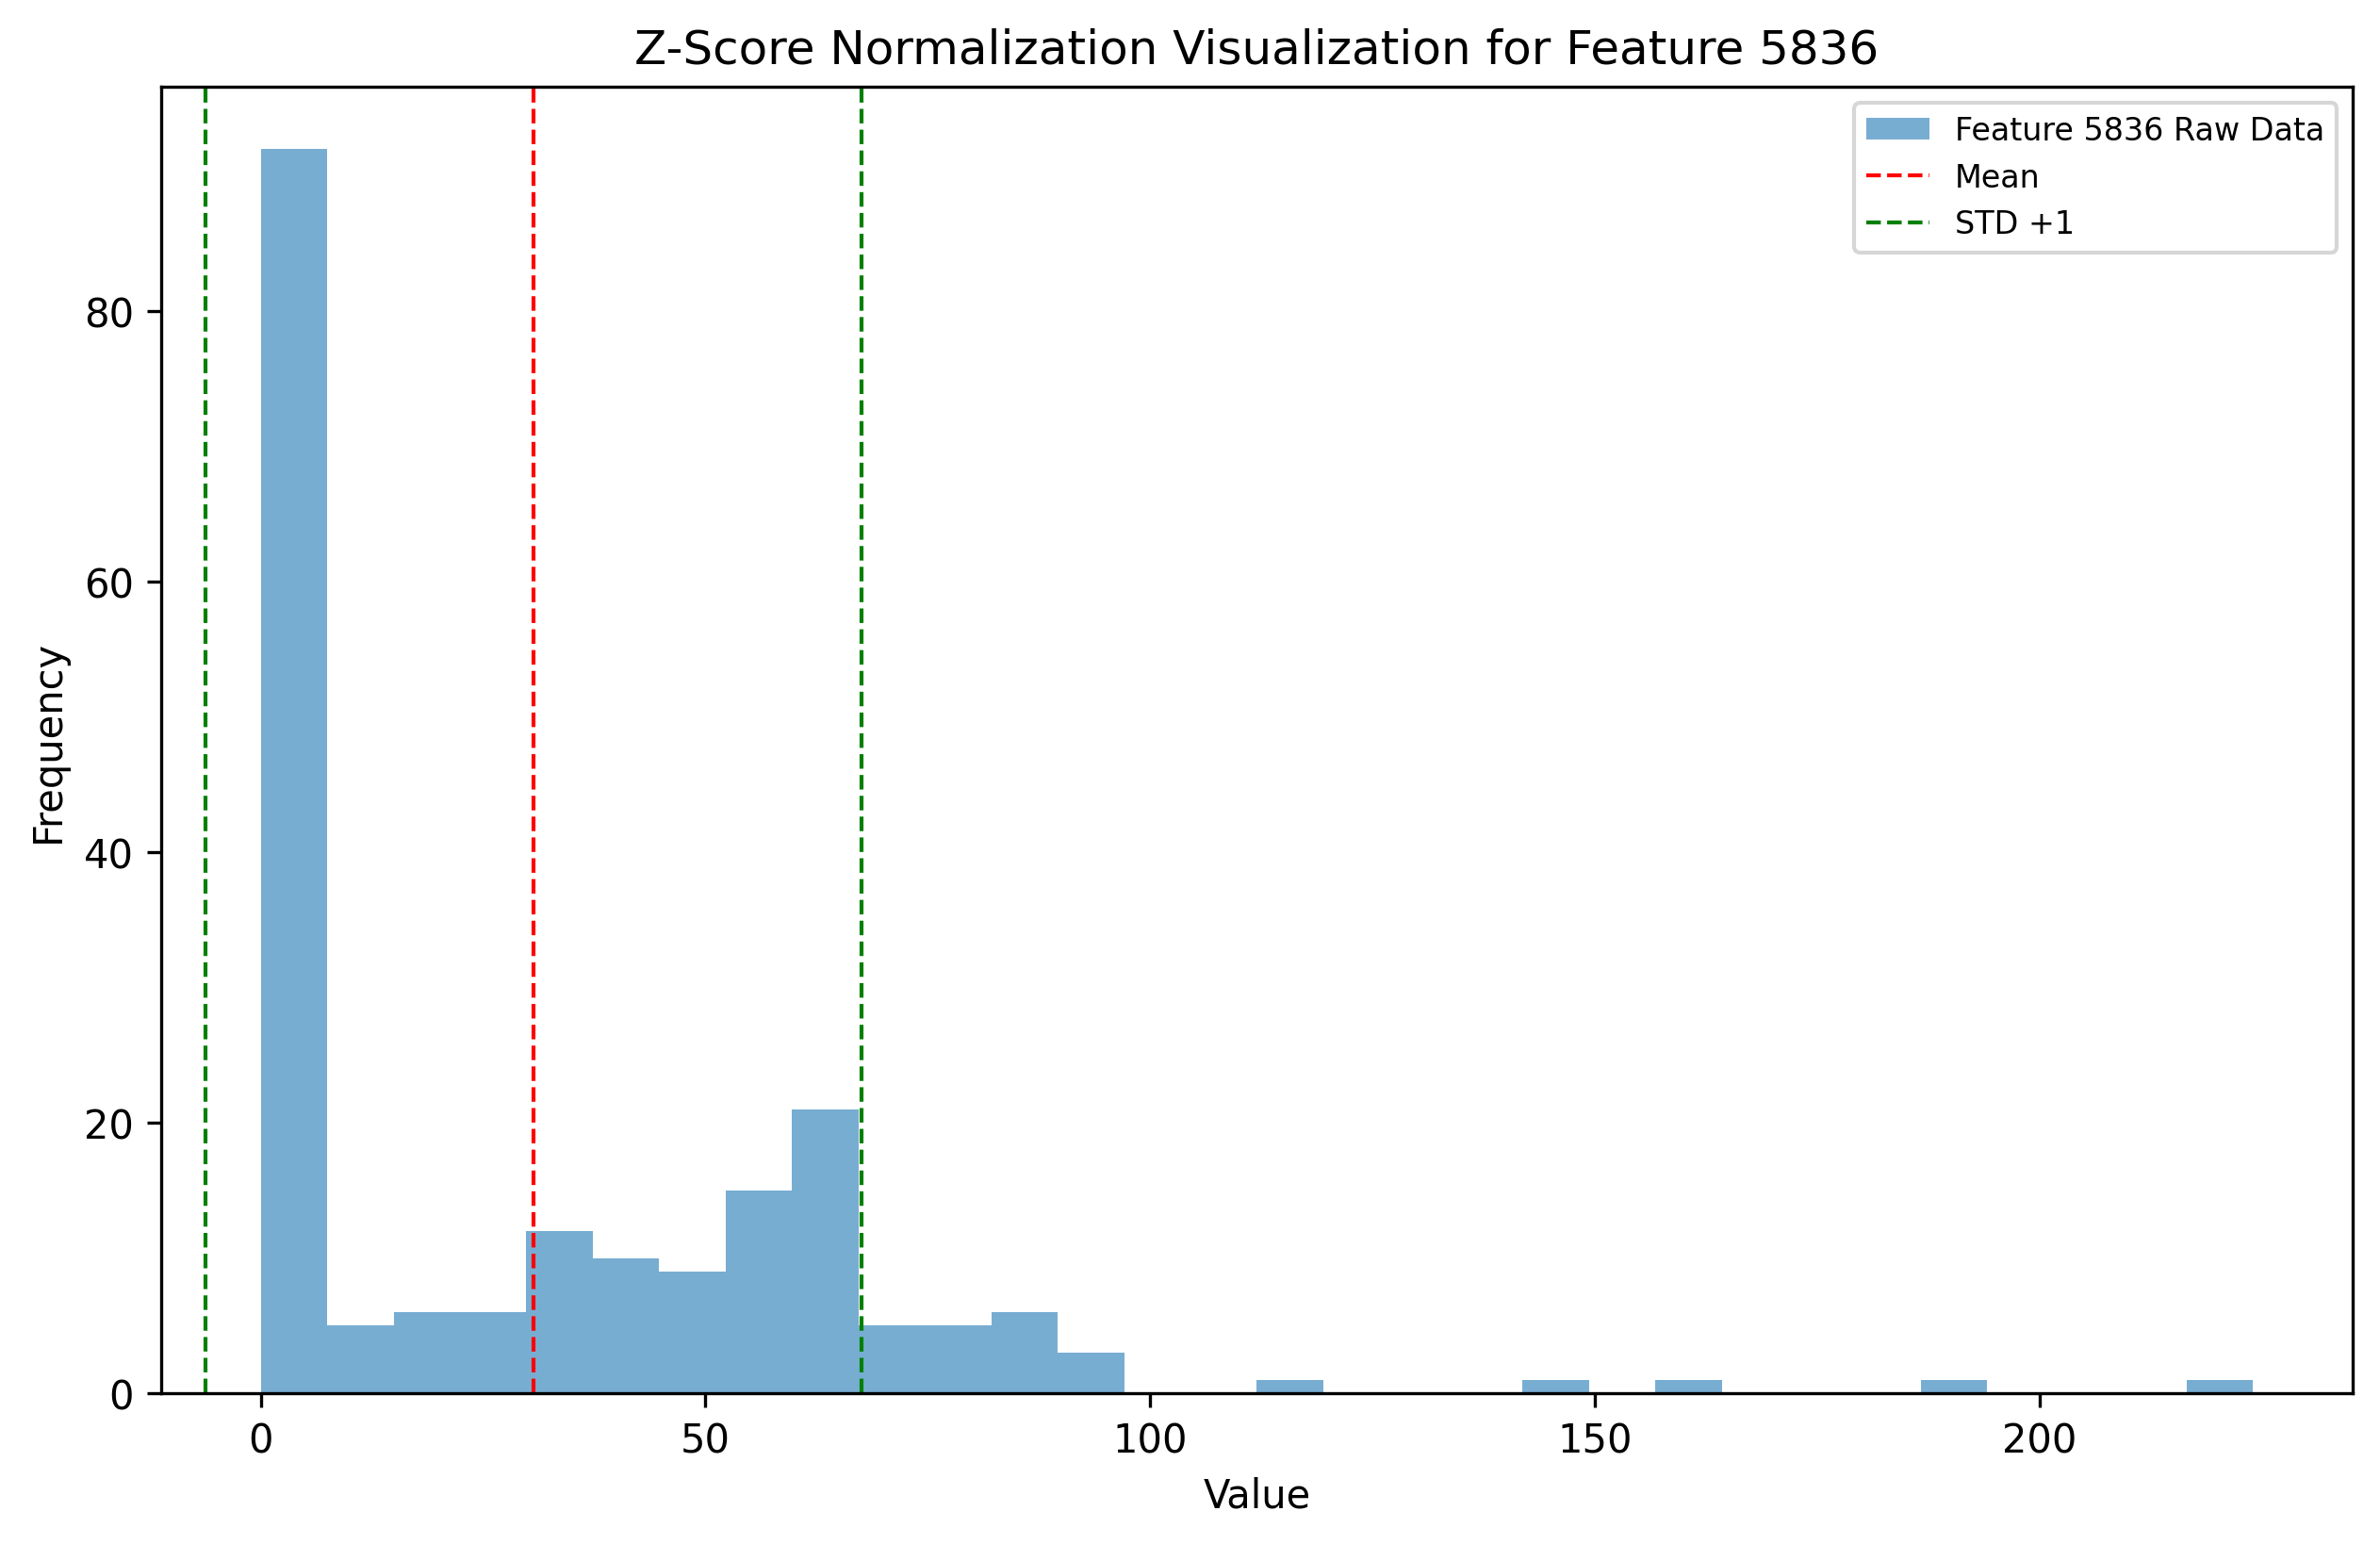 Z-Score Normalization Visualization for Feature 5836
Feature 5836 Raw Data
Mean
STD +1
Frequency
80
60
40
20
0
0 50 100 150 200
Value